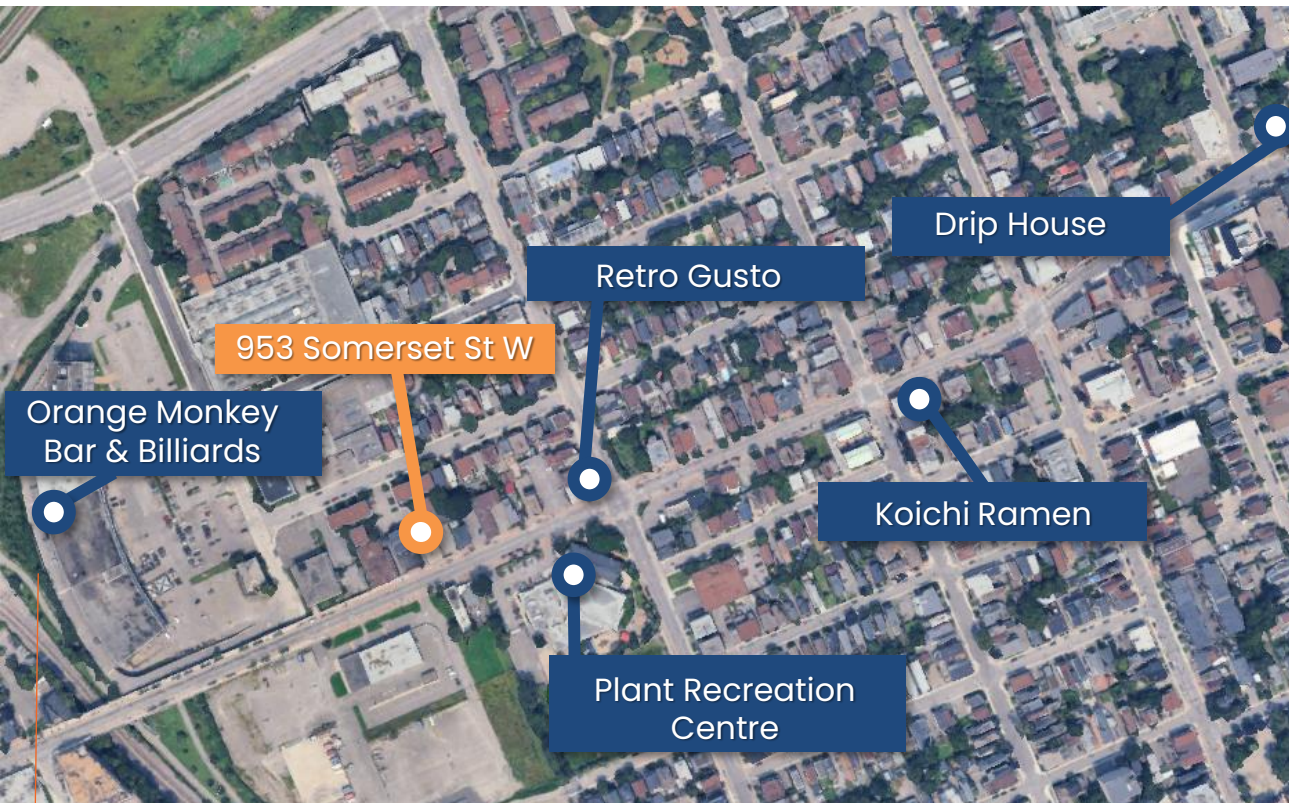 Drip House
Retro Gusto
953 Somerset St W
Orange Monkey
Bar & Billiards
Koichi Ramen
Plant Recreation
Centre